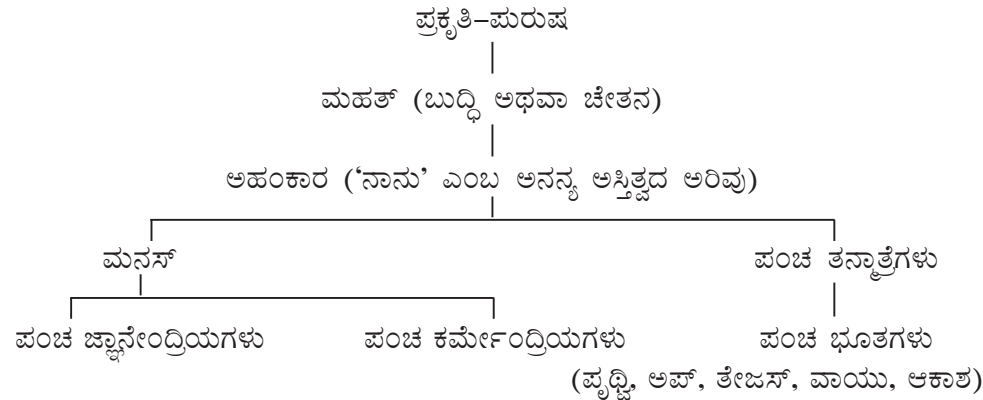 ಪ್ರಕೃತಿ–ಪುರುಷ
ಮಹತ್ (ಬುದ್ಧಿ ಅಥವಾ ಚೇತನ)
ಅಹಂಕಾರ (‘ನಾನು’ ಎಂಬ ಅನನ್ಯ ಅಸ್ತಿತ್ವದ ಅರಿವು)
ಮನಸ್ ಪಂಚ ತನ್ಮಾತ್ರೆಗಳು
ಪಂಚ ಜ್ಞಾನೇಂದ್ರಿಯಗಳು ಪಂಚ ಕರ್ಮೇಂದ್ರಿಯಗಳು ಪಂಚ ಭೂತಗಳು
(ಪೃಥ್ವಿ, ಅಪ್, ತೇಜಸ್, ವಾಯು, ಆಕಾಶ)